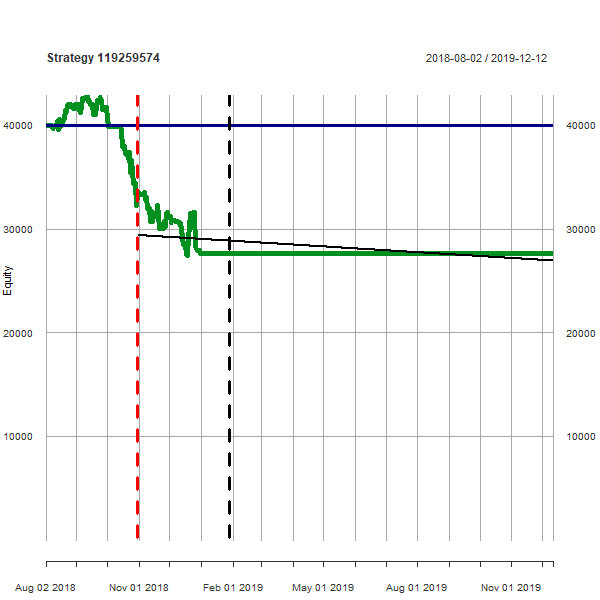 Strategy 119259574
2018-08-02 / 2019-12-12
40000
40000
30000
30000
Equity
20000
20000
10000
10000
Aug 02 2018
Nov 01 2018
Feb 01 2019
May 01 2019
Aug 01 2019
Nov 01 2019